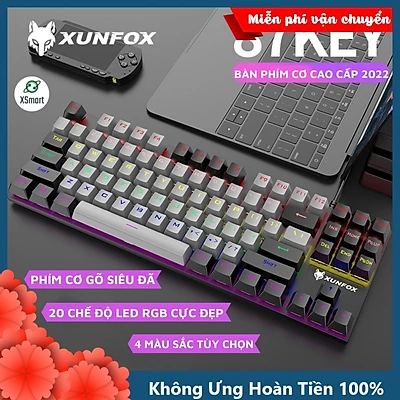 Miễn phí vận chuyển
XUNFOX
87KEY
BÀN PHÍM CƠ CAO CẤP 2022
XSmart
XUNFOX
PHÍM CƠ GÕ SIÊU ĐÃ
20 CHẾ ĐỘ LED RGB CỰC ĐẸP
4 MÀU SẮC TÙY CHỌN
Không Ưng Hoàn Tiền 100%